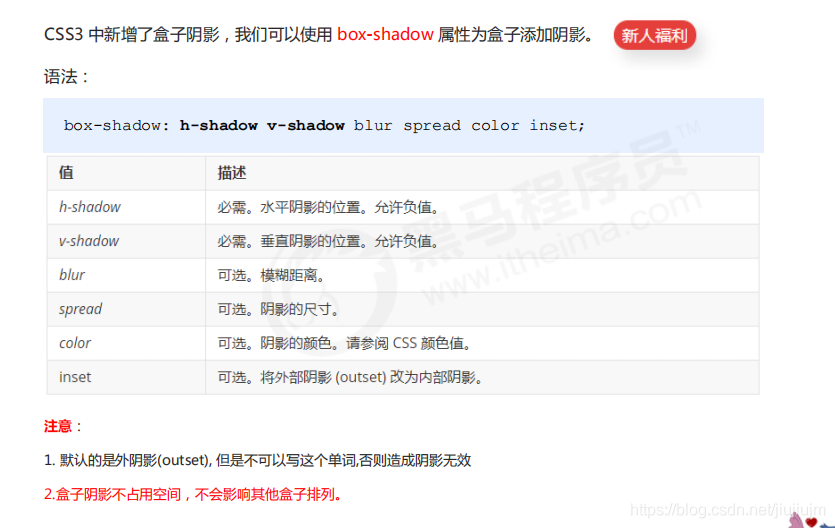 CSS3 中新增了盒子阴影，我们可以使用 box-shadow 属性为盒子添加阴影。 新人福利
语法：
box-shadow: h-shadow v-shadow blur spread color inset;
值 描述
h-shadow 必需。水平阴影的位置。允许负值。
v-shadow 必需。垂直阴影的位置。允许负值。
blur 可选。模糊距离。
spread 可选。阴影的尺寸。
color 可选。阴影的颜色。请参阅 CSS 颜色值。
inset 可选。将外部阴影 (outset) 改为内部阴影。
黑马程序员™
www.itheima.com
注意：
1. 默认的是外阴影(outset), 但是不可以写这个单词,否则造成阴影无效
2.盒子阴影不占用空间，不会影响其他盒子排列。
https://blog.csdn.net/jiujiuim